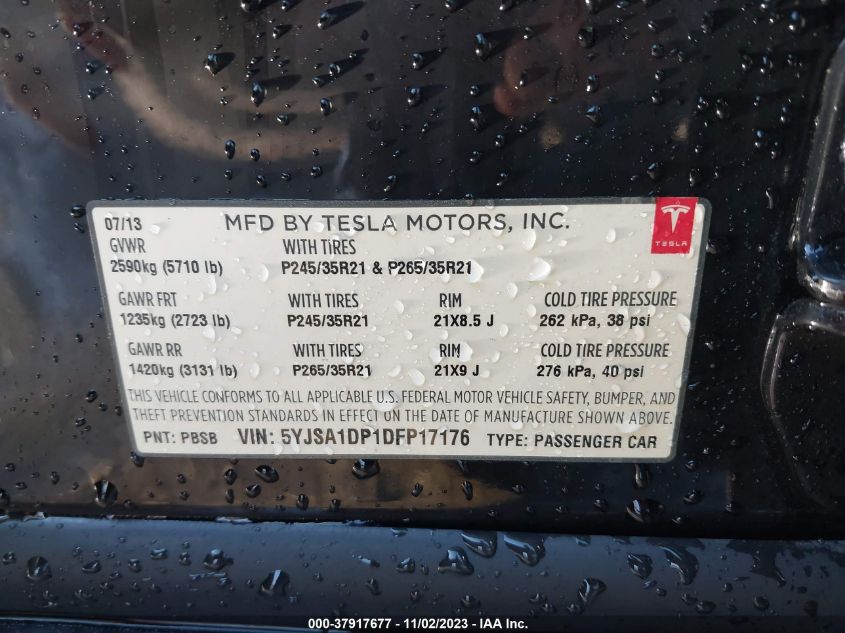 07/13 MFD BY TESLA MOTORS, INC.
TESLA
GVWR WITH TIRES
2590kg (5710 lb) P245/35R21 & P265/35R21
GAWR FRT WITH TIRES RIM COLD TIRE PRESSURE
1235kg (2723 lb) P245/35R21 21X8.5 J 262 kPa, 38 psi
GAWR RR WITH TIRES RIM COLD TIRE PRESSURE
1420kg (3131 lb) P265/35R21 21X9 J 276 kPa, 40 psi
THIS VEHICLE CONFORMS TO ALL APPLICABLE U.S. FEDERAL MOTOR VEHICLE SAFETY, BUMPER, AND
THEFT PREVENTION STANDARDS IN EFFECT ON THE DATE OF MANUFACTURE SHOWN ABOVE.
PNT: PBSB VIN: 5YJSA1DP1DFP17176 TYPE: PASSENGER CAR
000-37917677 - 11/02/2023 - IAA Inc.